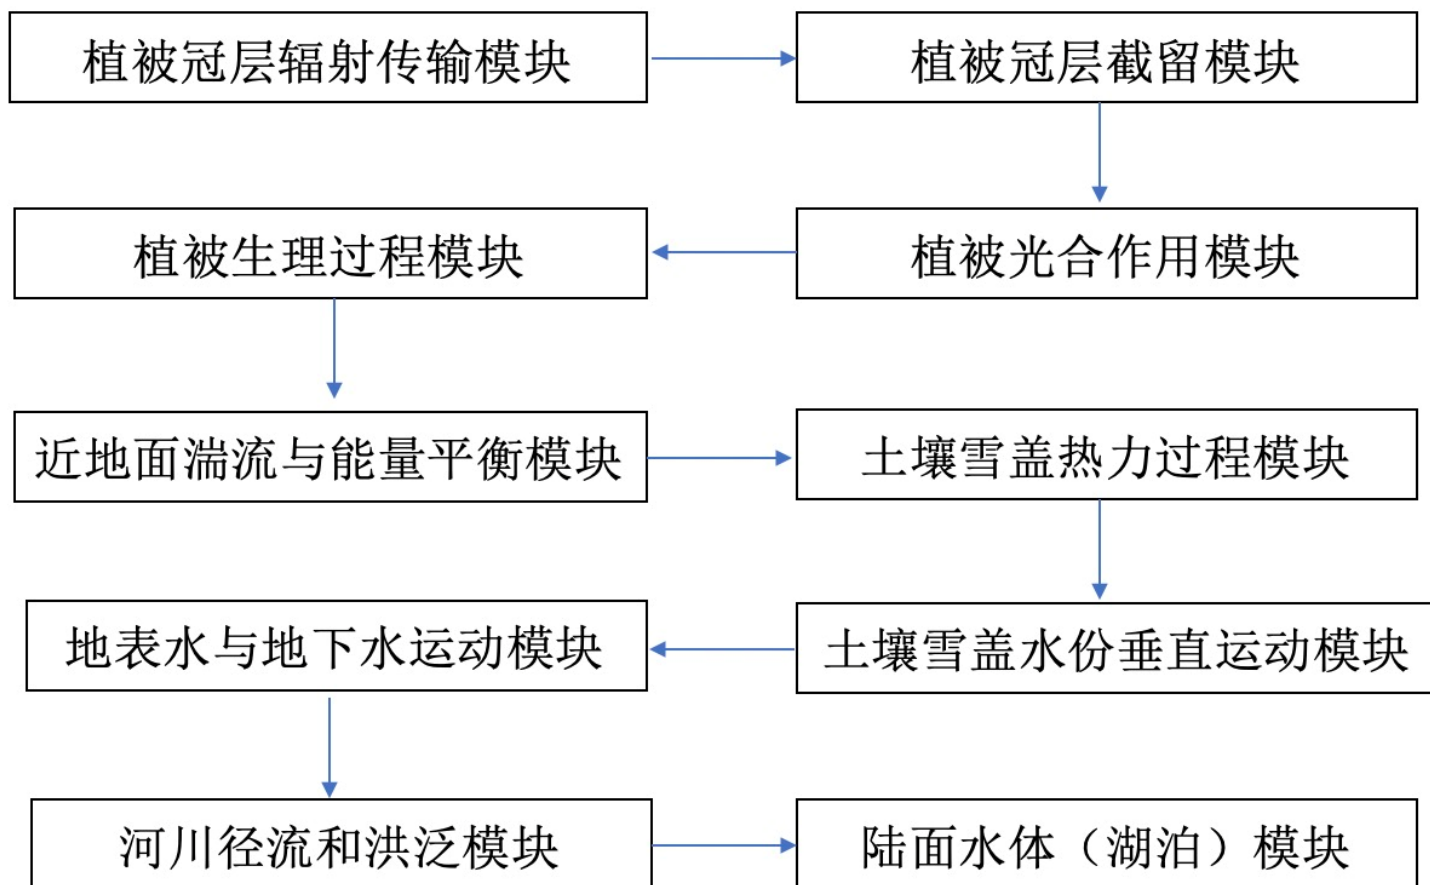 植被冠层辐射传输模块
植被冠层截留模块
植被生理过程模块
植被光合作用模块
近地面湍流与能量平衡模块
土壤雪盖热力过程模块
地表水与地下水运动模块
土壤雪盖水份垂直运动模块
河川径流和洪泛模块
陆面水体（湖泊）模块